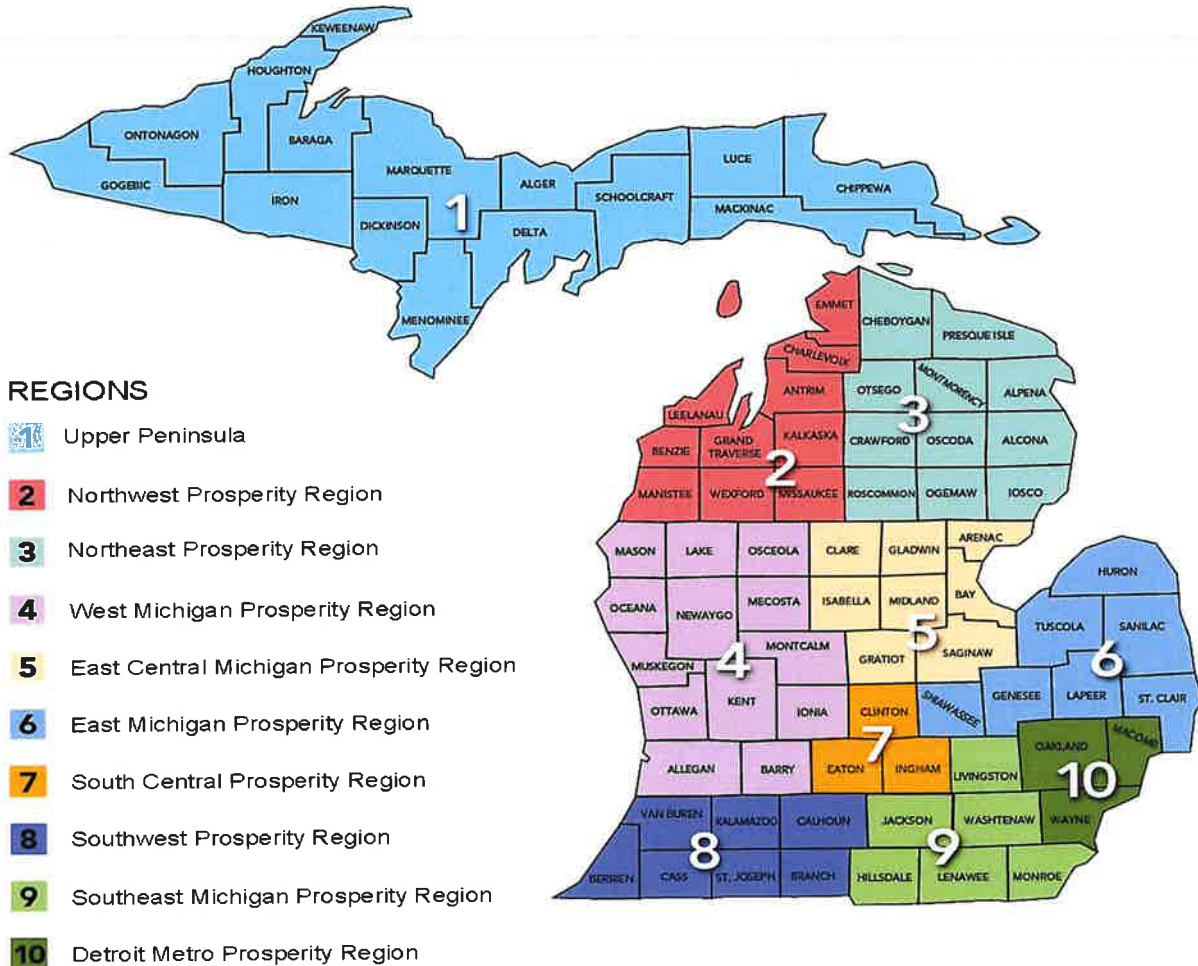 KEWEENAW
HOUGHTON
ONTONAGON
BARAGA
GOGEBIC
IRON
MARQUETTE
ALGER
LUCE
CHIPPEWA
SCHOOLCRAFT
MACKINAC
DICKINSON
1
DELTA
MENOMINEE
EMMET
CHEBOYGAN
PRESQUE ISLE
CHARLEVOIX
ANTRIM
OTSEGO
MONTMORENCY
ALPENA
3
LEELANAU
BENZIE
GRAND
TRAVERSE
KALKASKA
CRAWFORD
OSCODA
ALCONA
2
MANISTEE
WEXFORD
MISSAUKEE
ROSCOMMON
OGEMAW
IOSCO
MASON
LAKE
OSCEOLA
CLARE
GLADWIN
ARENAC
HURON
OCEANA
NEWAYGO
MECOSTA
ISABELLA
MIDLAND
BAY
5
TUSCOLA
SANILAC
MUSKEGON
MONTCALM
4
GRATIOT
SAGINAW
6
OTTAWA
KENT
IONIA
CLINTON
SHIAWASSEE
GENESEE
LAPEER
ST. CLAIR
7
ALLEGAN
BARRY
EATON
INGHAM
LIVINGSTON
OAKLAND
MACOMB
10
VAN BUREN
KALAMAZOO
CALHOUN
JACKSON
WASHTENAW
WAYNE
8
9
BERRIEN
CASS
ST. JOSEPH
BRANCH
HILLSDALE
LENAWEE
MONROE
REGIONS
1 Upper Peninsula
2 Northwest Prosperity Region
3 Northeast Prosperity Region
4 West Michigan Prosperity Region
5 East Central Michigan Prosperity Region
6 East Michigan Prosperity Region
7 South Central Prosperity Region
8 Southwest Prosperity Region
9 Southeast Michigan Prosperity Region
10 Detroit Metro Prosperity Region